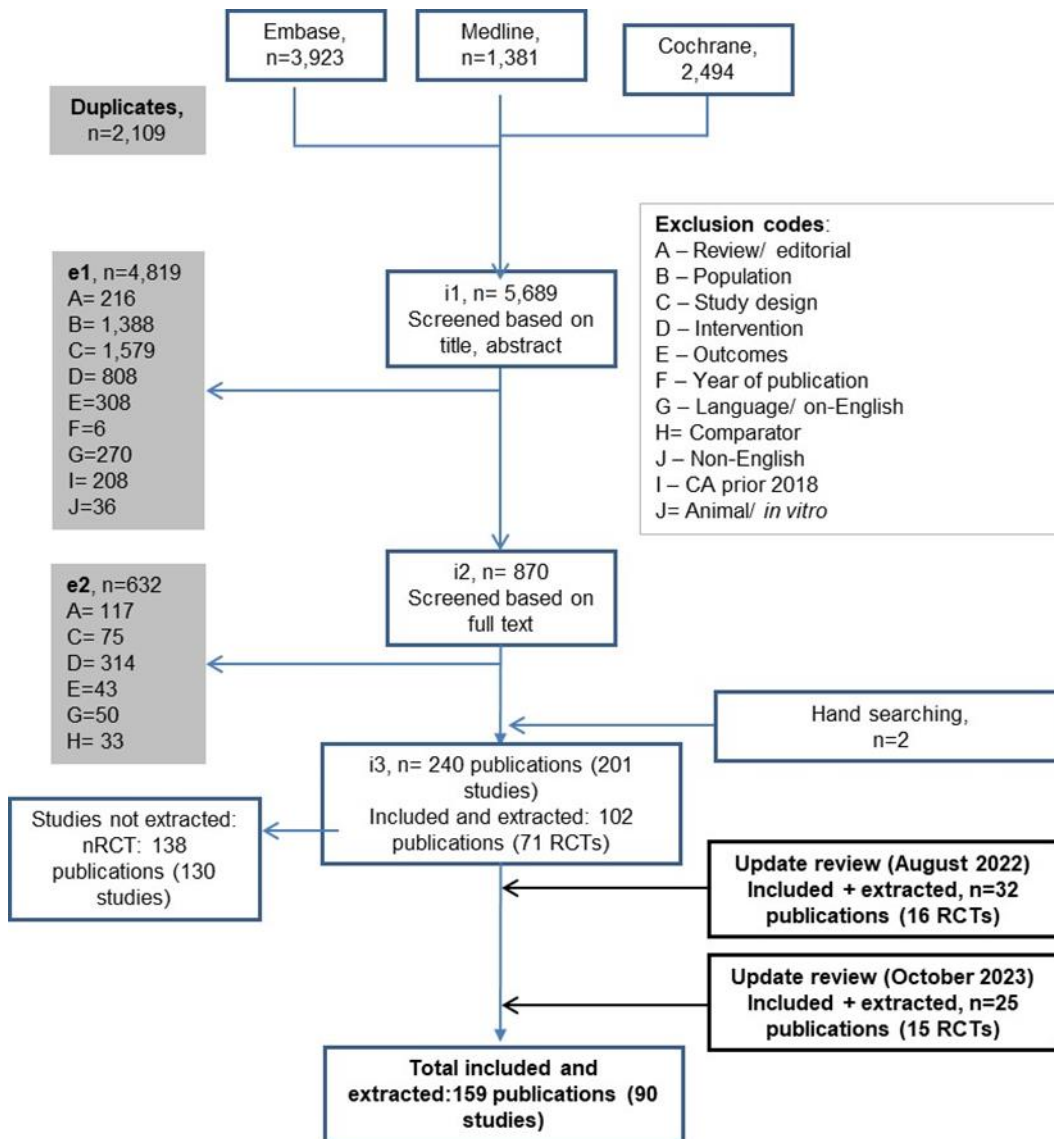 Embase,
n=3,923
Medline,
n=1,381
Cochrane,
2,494
Duplicates,
n=2,109
e1, n=4,819
A= 216
B= 1,388
C= 1,579
D= 808
E=308
F=6
G=270
I= 208
J=36
i1, n= 5,689
Screened based on
title, abstract
Exclusion codes:
A – Review/ editorial
B – Population
C – Study design
D – Intervention
E – Outcomes
F – Year of publication
G – Language/ on-English
H= Comparator
J – Non-English
I – CA prior 2018
J= Animal/ in vitro
i2, n= 870
Screened based on
full text
e2, n=632
A= 117
C= 75
D= 314
E=43
G=50
H= 33
Hand searching,
n=2
i3, n= 240 publications (201
studies)
Included and extracted: 102
publications (71 RCTs)
Studies not extracted:
nRCT: 138
publications (130
studies)
Update review (August 2022)
Included + extracted, n=32
publications (16 RCTs)
Update review (October 2023)
Included + extracted, n=25
publications (15 RCTs)
Total included and
extracted:159 publications (90
studies)